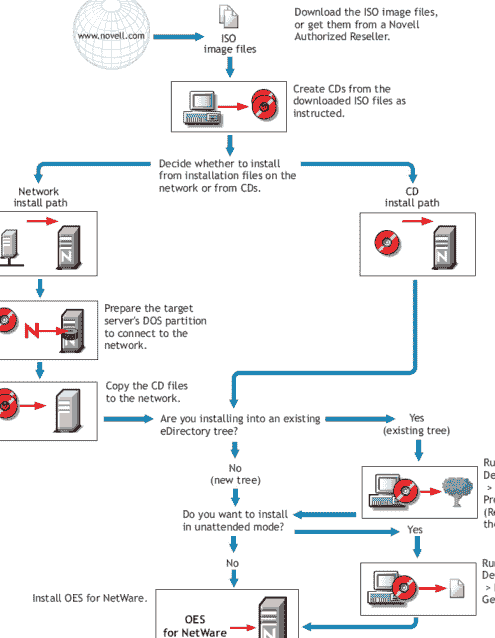 www.novell.com
ISO
image files
Download the ISO image files,
or get them from a Novell
Authorized Reseller.
Create CDs from the
downloaded ISO files as
instructed.
Decide whether to install
from installation files on the
network or from CDs.
Network
install path
CD
install path
Prepare the target
server's DOS partition
to connect to the
network.
Copy the CD files
to the network.
Are you installing into an existing
eDirectory tree?
Yes
(existing tree)
No
(new tree)
Do you want to install
in unattended mode?
Yes
No
Install OES for NetWare.
OES
for NetWare